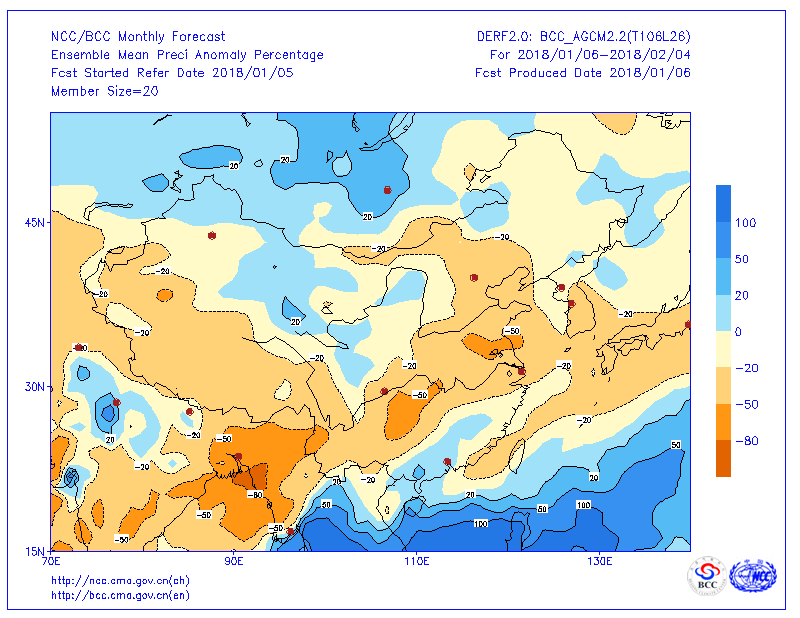 NCC/BCC Monthly Forecast
DERF2.0: BCC_AGCM2.2(T106L26)
Ensemble Mean Preci Anomaly Percentage
For 2018/01/06-2018/02/04
Fcst Started Refer Date 2018/01/05
Fcst Produced Date 2018/01/06
Member Size=20
20
20
20
-20
-20
45N
-20
-20
20
-20
-20
-50
-20
-20
-20
30N
-50
-20
20
-20
-50
-20
-20
20
50
-20
20
-80
20
50
50
100
-50
-50
100
-50
15N
70E
90E
110E
130E
100
50
20
0
-20
-50
-80
http://ncc.cma.gov.cn(ch)
http://bcc.cma.gov.cn(en)
BCC
NCC